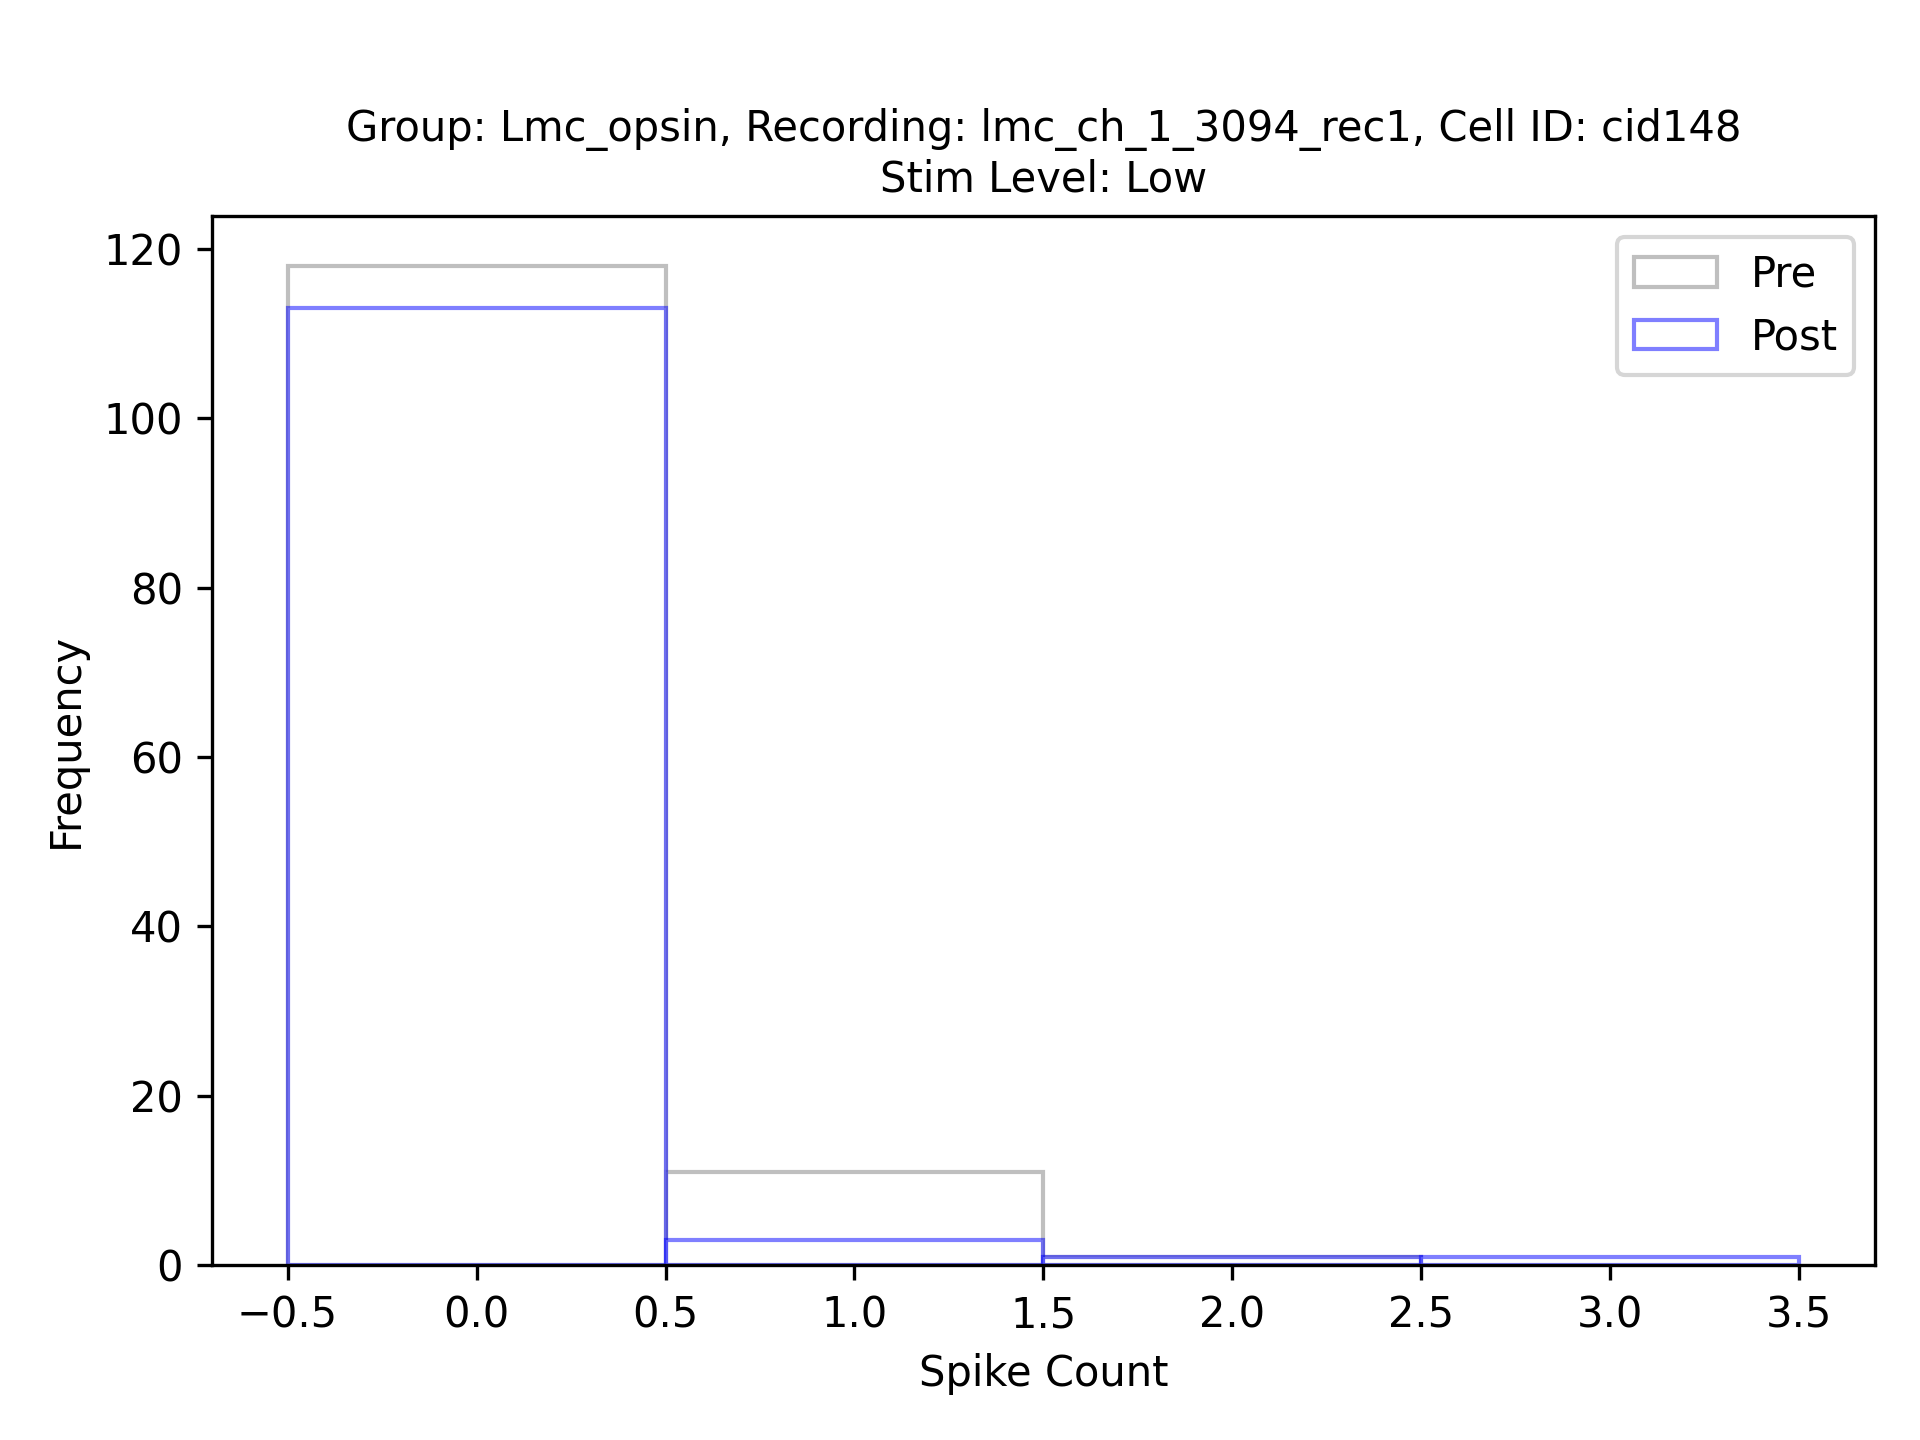 Group: Lmc_opsin, Recording: lmc_ch_1_3094_rec1, Cell ID: cid148
Stim Level: Low
Pre
Post
120
100
80
60
40
20
0
Frequency
−0.5 0.0 0.5 1.0 1.5 2.0 2.5 3.0 3.5
Spike Count